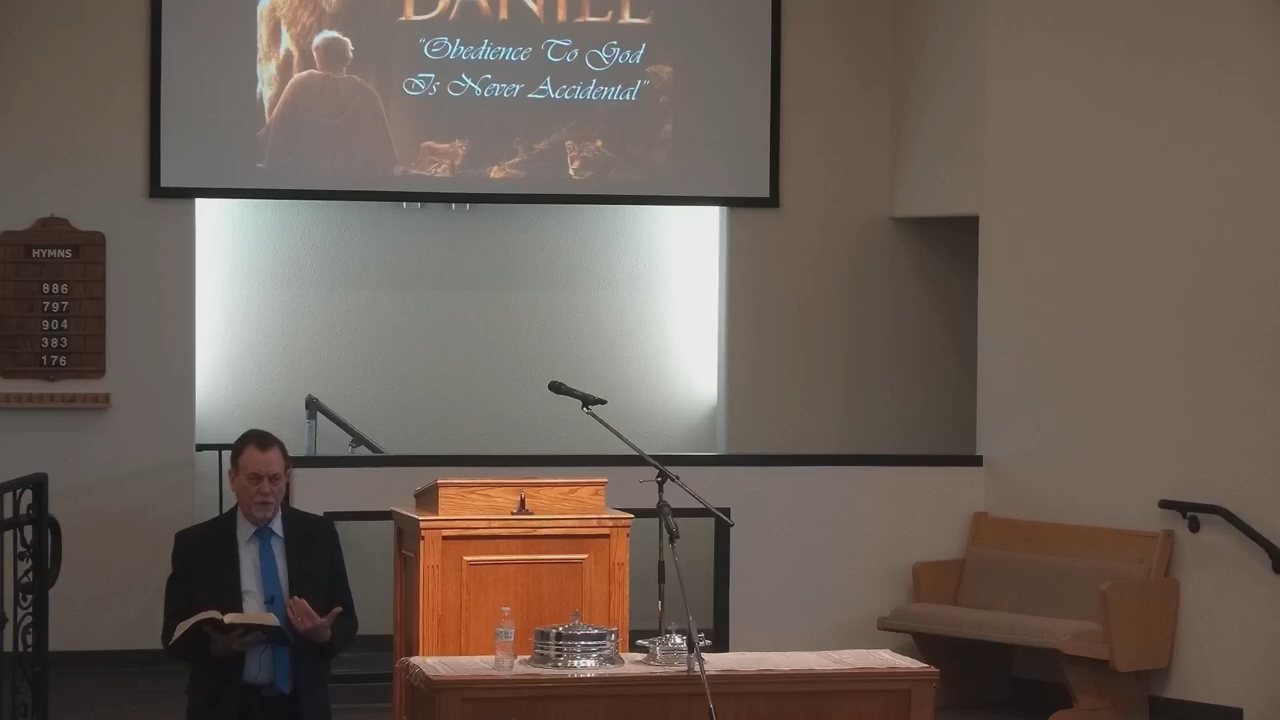 DANIEL
"Obedience To God
Is Never Accidental"
HYMNS
886
797
904
383
176